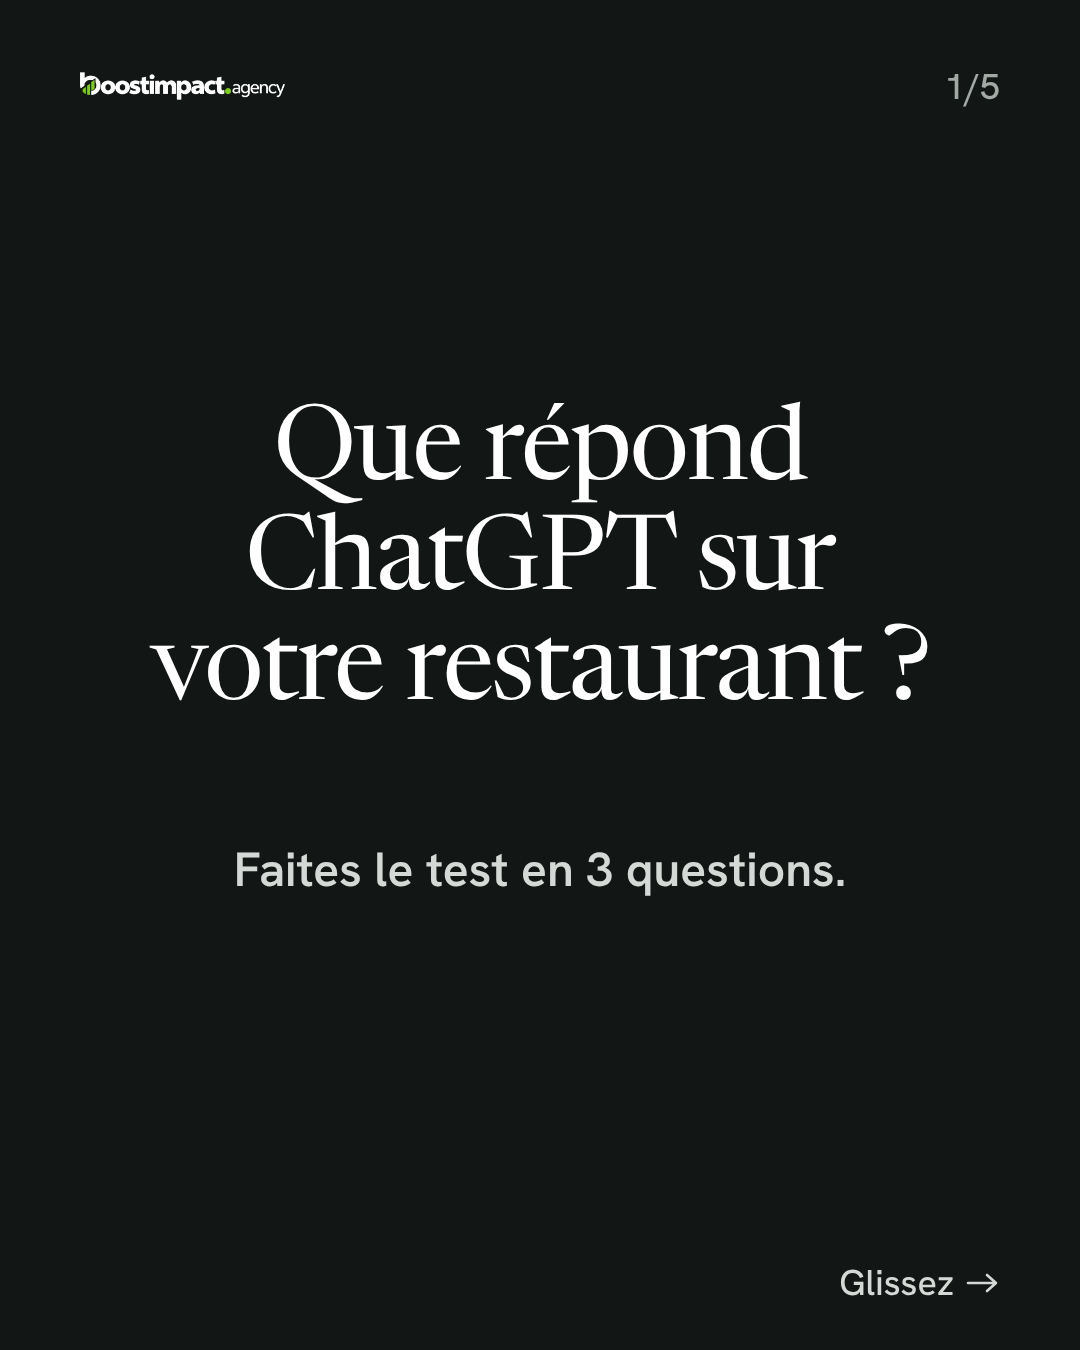 boostimpact.agency
1/5
Que répond
ChatGPT sur
votre restaurant ?
Faites le test en 3 questions.
Glissez →